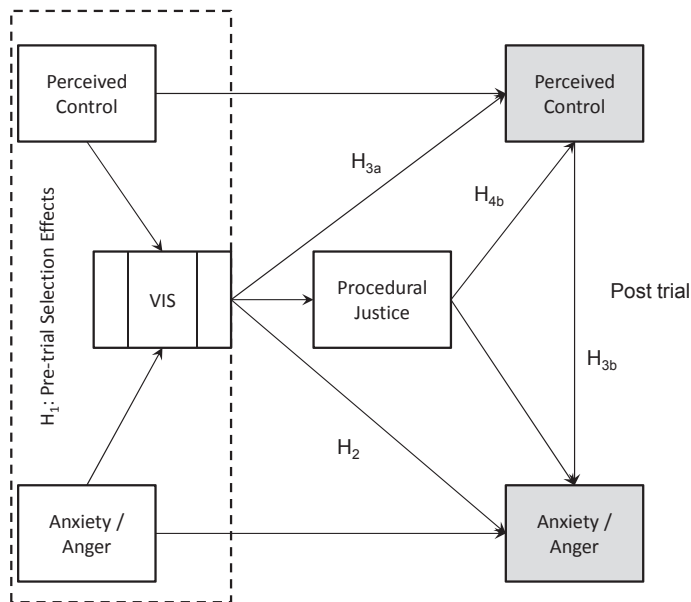 Perceived
Control
Perceived
Control
H3a
H4b
H1: Pre-trial Selection Effects
VIS
Procedural
Justice
Post trial
H3b
H2
Anxiety /
Anger
Anxiety /
Anger